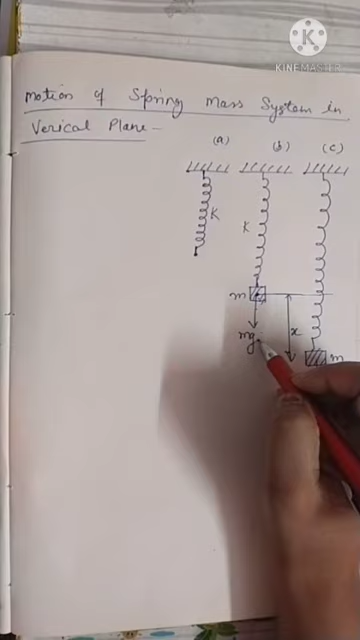 KINEMASTER
Motion of Spring Mass System in
Verical Plane -
(a) (b) (c)
K K
m
mg x m